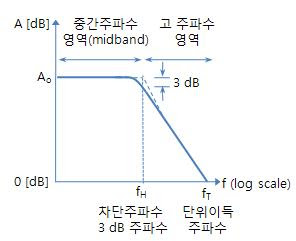 A [dB]
중간주파수
영역(midband)
고 주파수
영역
Ao
3 dB
0 [dB]
fH
fT
f (log scale)
차단주파수
3 dB 주파수
단위이득
주파수